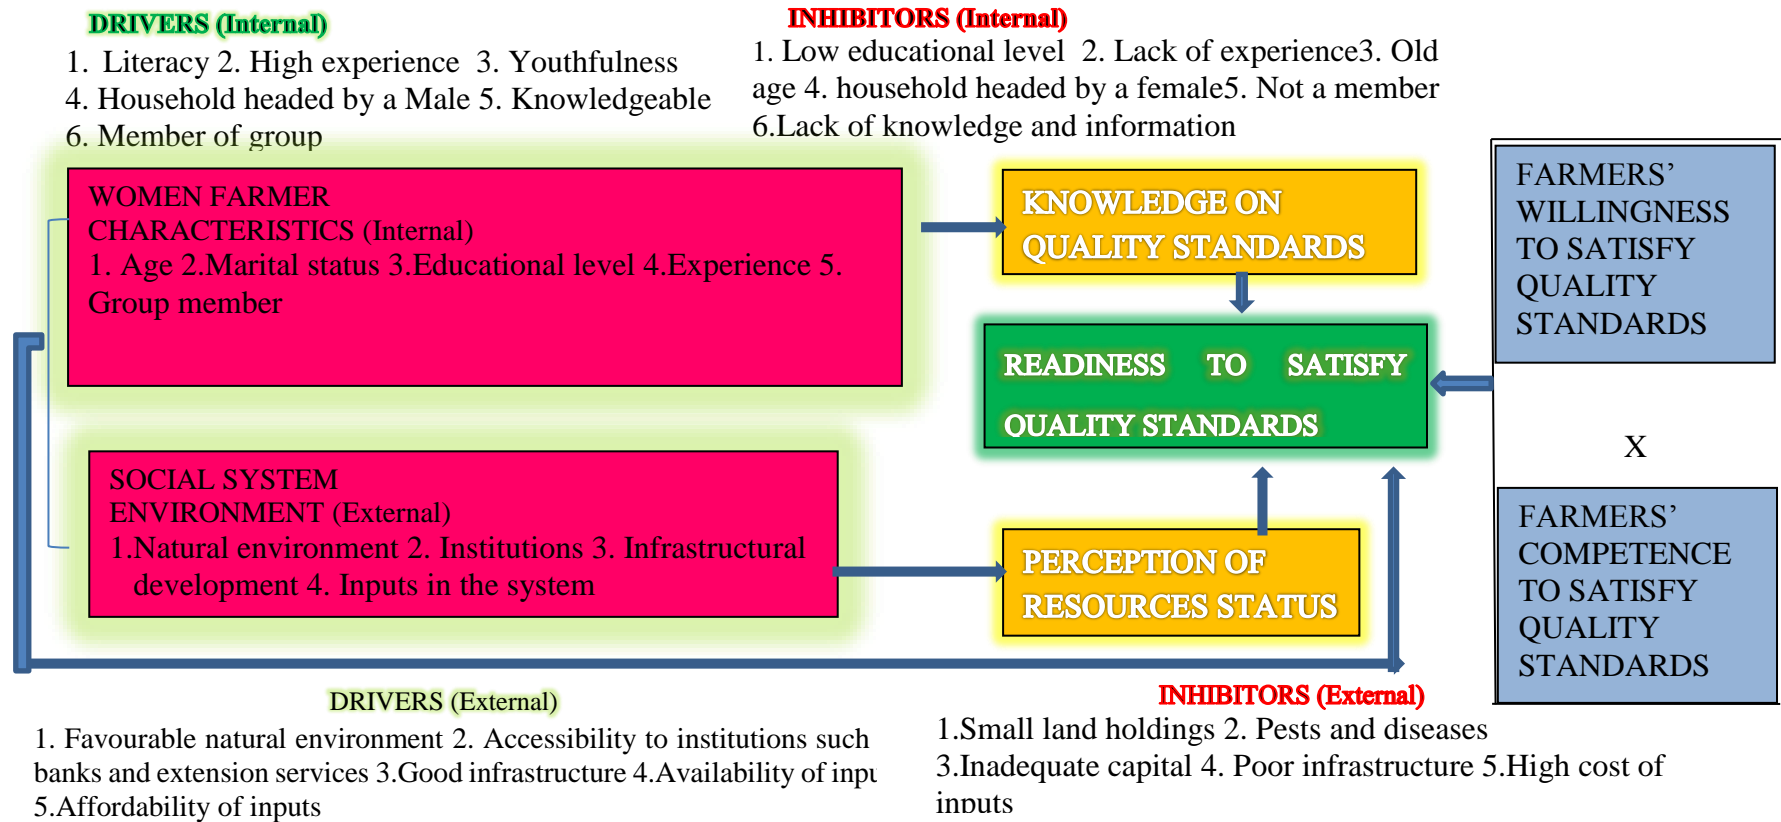 DRIVERS (Internal)
1. Literacy 2. High experience 3. Youthfulness
4. Household headed by a Male 5. Knowledgeable
6. Member of group
INHIBITORS (Internal)
1. Low educational level 2. Lack of experience3. Old
age 4. household headed by a female5. Not a member
6.Lack of knowledge and information
WOMEN FARMER
CHARACTERISTICS (Internal)
1. Age 2.Marital status 3.Educational level 4.Experience 5.
Group member
KNOWLEDGE ON
QUALITY STANDARDS
FARMERS’
WILLINGNESS
TO SATISFY
QUALITY
STANDARDS
READINESS TO SATISFY
QUALITY STANDARDS
X
SOCIAL SYSTEM
ENVIRONMENT (External)
1.Natural environment 2. Institutions 3. Infrastructural
development 4. Inputs in the system
PERCEPTION OF
RESOURCES STATUS
FARMERS’
COMPETENCE
TO SATISFY
QUALITY
STANDARDS
DRIVERS (External)
1. Favourable natural environment 2. Accessibility to institutions such
banks and extension services 3.Good infrastructure 4.Availability of inpu
5.Affordability of inputs
INHIBITORS (External)
1.Small land holdings 2. Pests and diseases
3.Inadequate capital 4. Poor infrastructure 5.High cost of
inputs